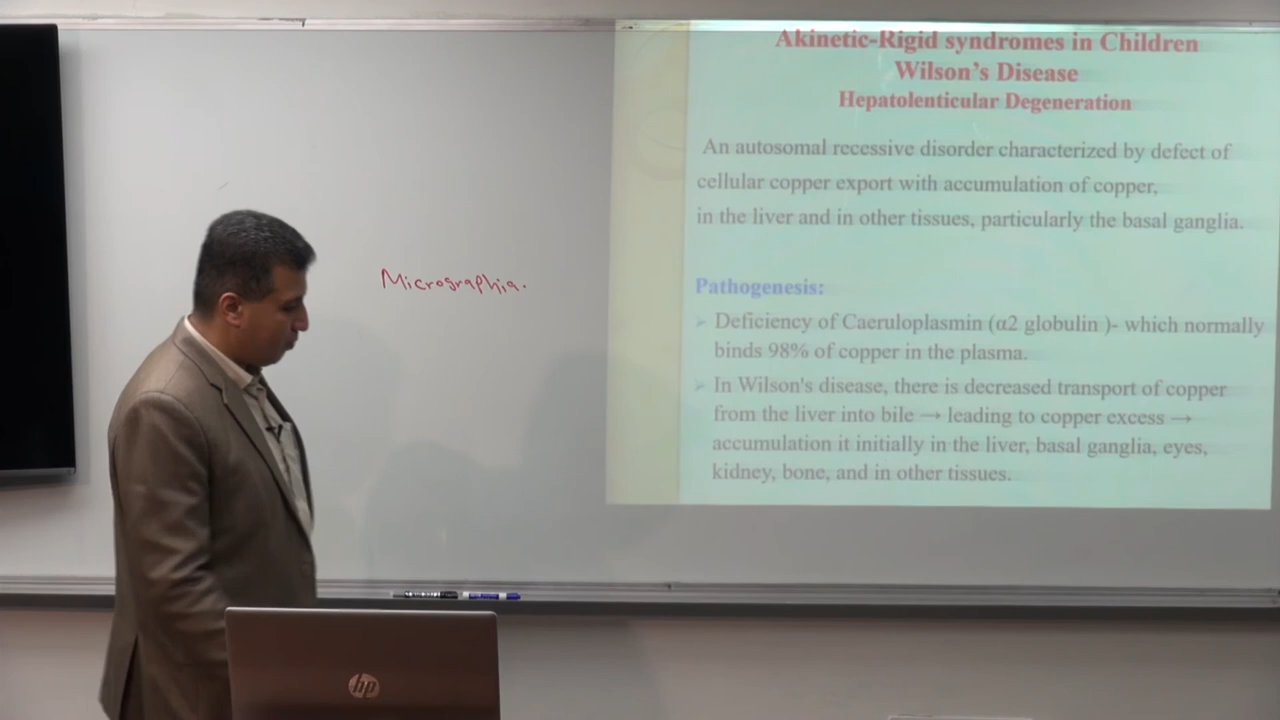 Akinetic-Rigid syndromes in Children
Wilson's Disease
Hepatolenticular Degeneration
An autosomal recessive disorder characterized by defect of
cellular copper export with accumulation of copper,
in the liver and in other tissues, particularly the basal ganglia.
Micrographia.
Pathogenesis:
➢ Deficiency of Caeruloplasmin (α2 globulin )- which normally
binds 98% of copper in the plasma.
➢ In Wilson's disease, there is decreased transport of copper
from the liver into bile → leading to copper excess →
accumulation it initially in the liver, basal ganglia, eyes,
kidney, bone, and in other tissues.
hp